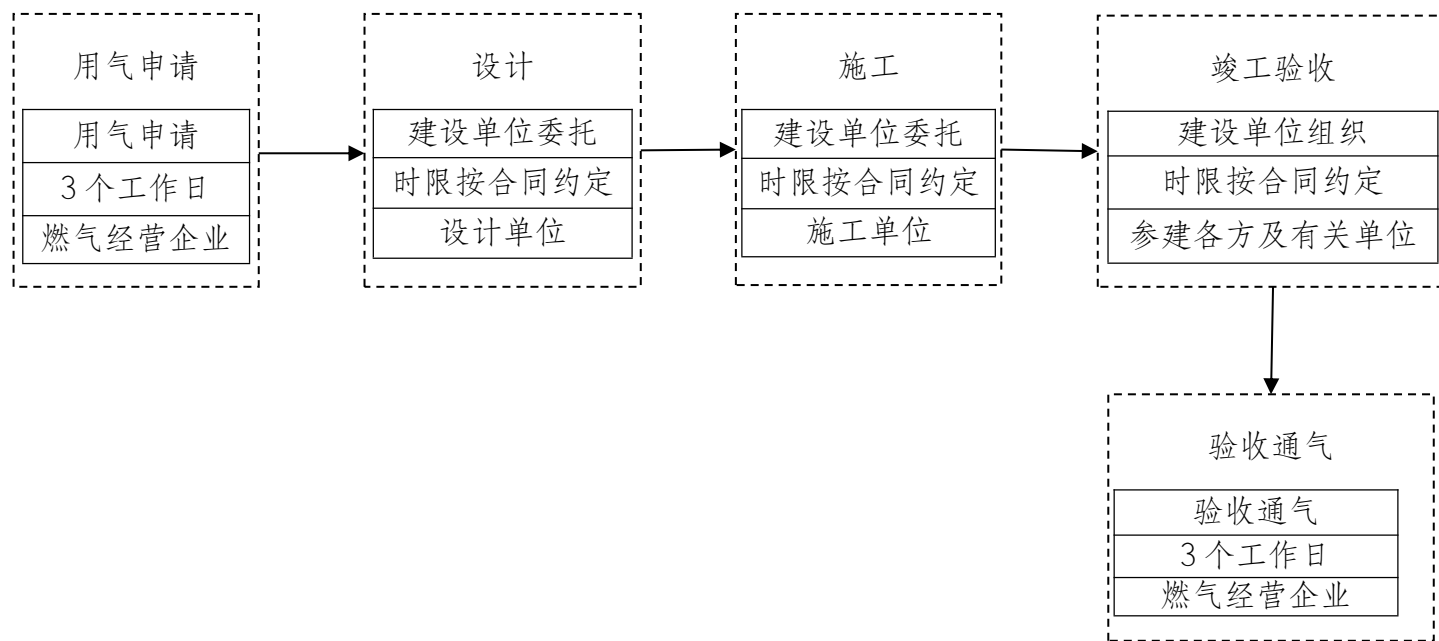 用气申请
用气申请
3个工作日
燃气经营企业
设计
建设单位委托
时限按合同约定
设计单位
施工
建设单位委托
时限按合同约定
施工单位
竣工验收
建设单位组织
时限按合同约定
参建各方及有关单位
验收通气
验收通气
3个工作日
燃气经营企业